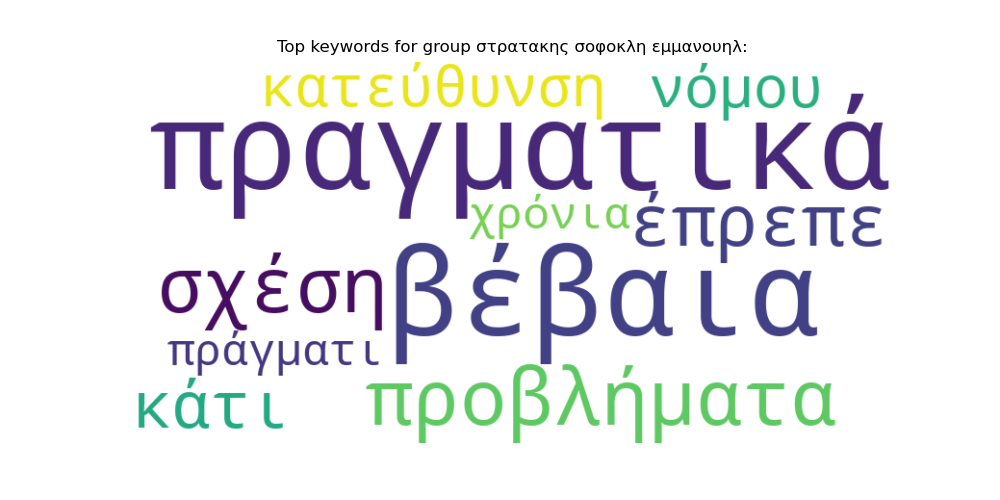 Top keywords for group στρατακης σοφοκλη εμμανουηλ:
κατεύθυνση νόμου
πραγματικά
χρόνια έπρεπε
σχέση βέβαια
πράγματι
κάτι προβλήματα